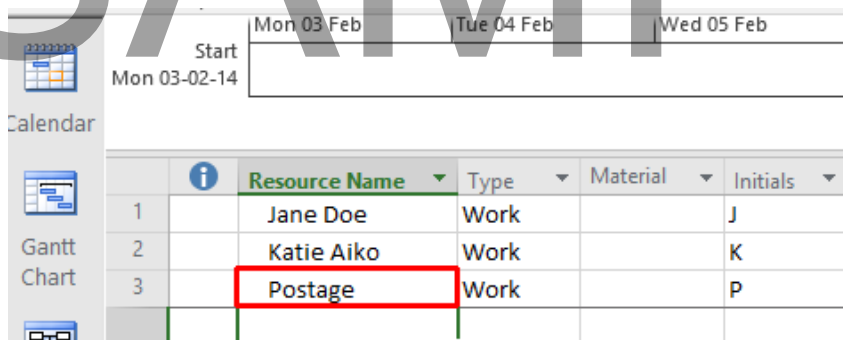 SAMP
Mon 03 Feb Tue 04 Feb Wed 05 Feb
Start
Mon 03-02-14
Calendar
Resource Name Type Material Initials
1 Jane Doe Work J
2 Katie Aiko Work K
3 Postage Work P
Gantt
Chart